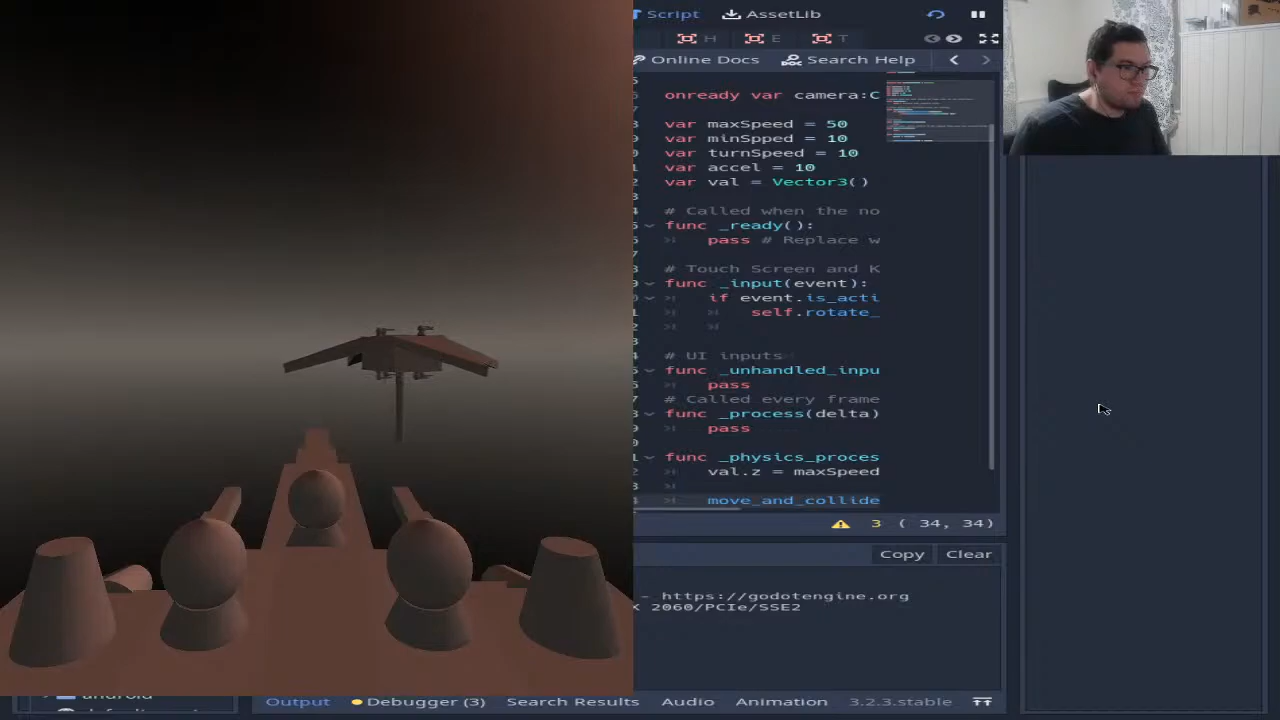 Script AssetLib
H E T
Online Docs Search Help
onready var camera:C
var maxSpeed = 50
var minSpped = 10
var turnSpeed = 10
var accel = 10
var val = Vector3()
# Called when the no
func _ready():
pass # Replace w
# Touch Screen and K
func _input(event):
if event.is_acti
self.rotate_
# UI inputs
func _unhandled_inpu
pass
# Called every frame
func _process(delta)
pass
func _physics_proces
val.z = maxSpeed
move_and_collide
3 ( 34, 34)
Copy Clear
- https://godotengine.org
X 2060/PCIe/SSE2
android
Output Debugger (3) Search Results Audio Animation 3.2.3.stable